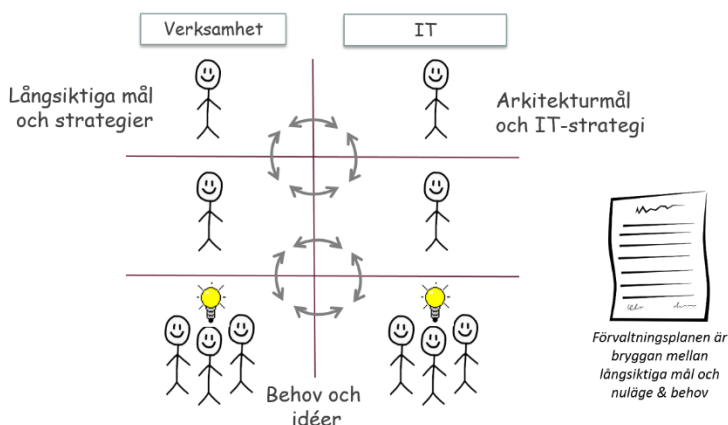 Verksamhet
IT
Långsiktiga mål
och strategier
Arkitekturmål
och IT-strategi
Behov och
idéer
Förvaltningsplanen är
bryggan mellan
långsiktiga mål och
nuläge & behov